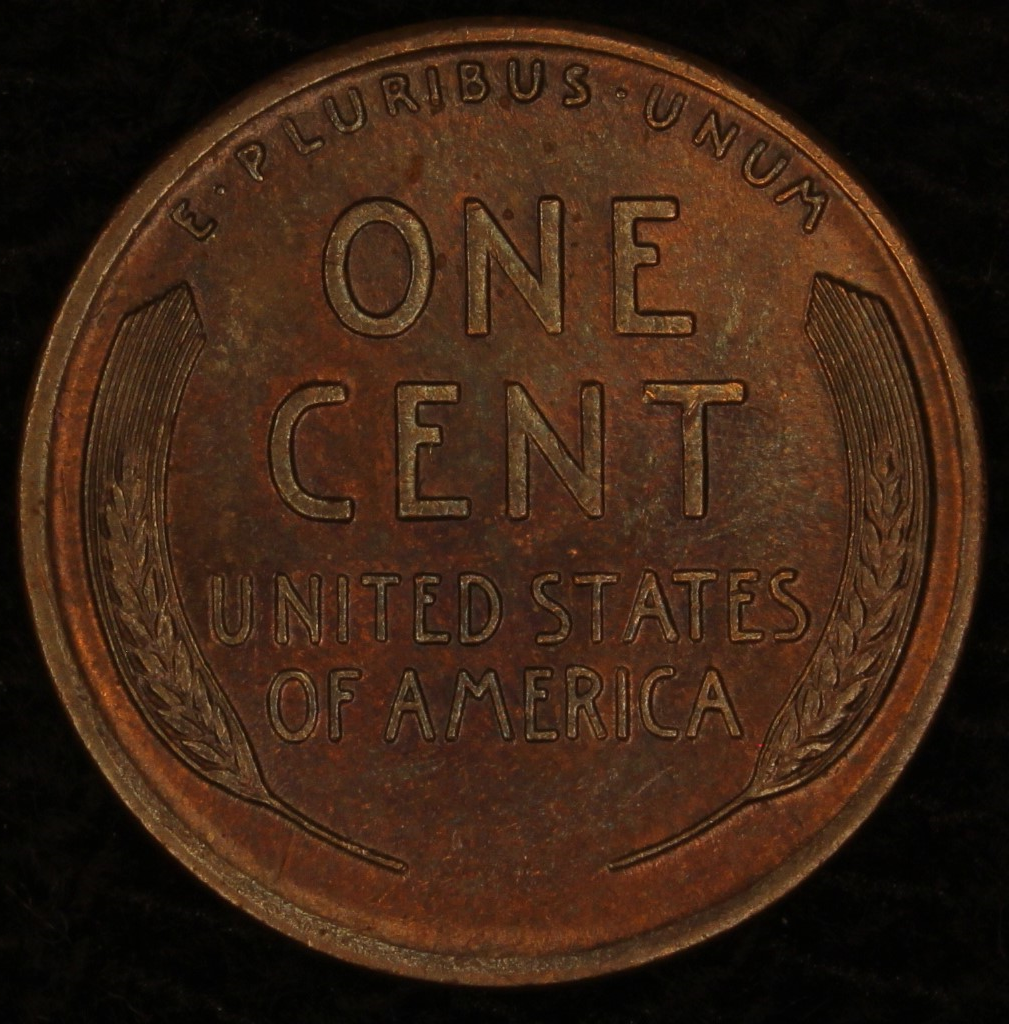 E·PLURIBUS·UNUM
ONE
CENT
UNITED STATES
OF AMERICA